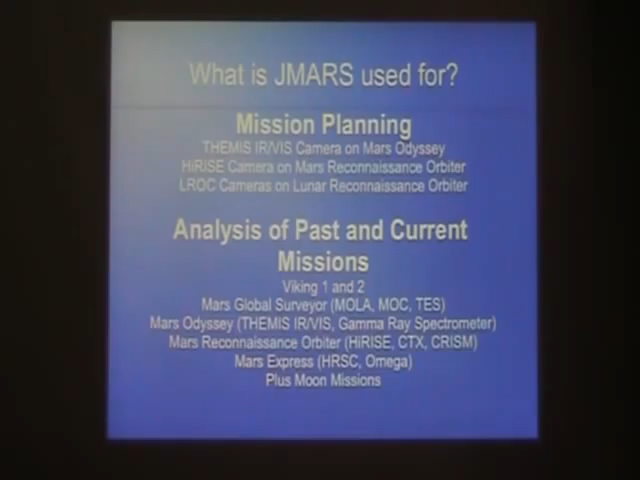 What is JMARS used for?
Mission Planning
THEMIS IR/VIS Camera on Mars Odyssey
HiRISE Camera on Mars Reconnaissance Orbiter
LROC Cameras on Lunar Reconnaissance Orbiter
Analysis of Past and Current
Missions
Viking 1 and 2
Mars Global Surveyor (MOLA, MOC, TES)
Mars Odyssey (THEMIS IR/VIS, Gamma Ray Spectrometer)
Mars Reconnaissance Orbiter (HiRISE, CTX, CRISM)
Mars Express (HRSC, Omega)
Plus Moon Missions